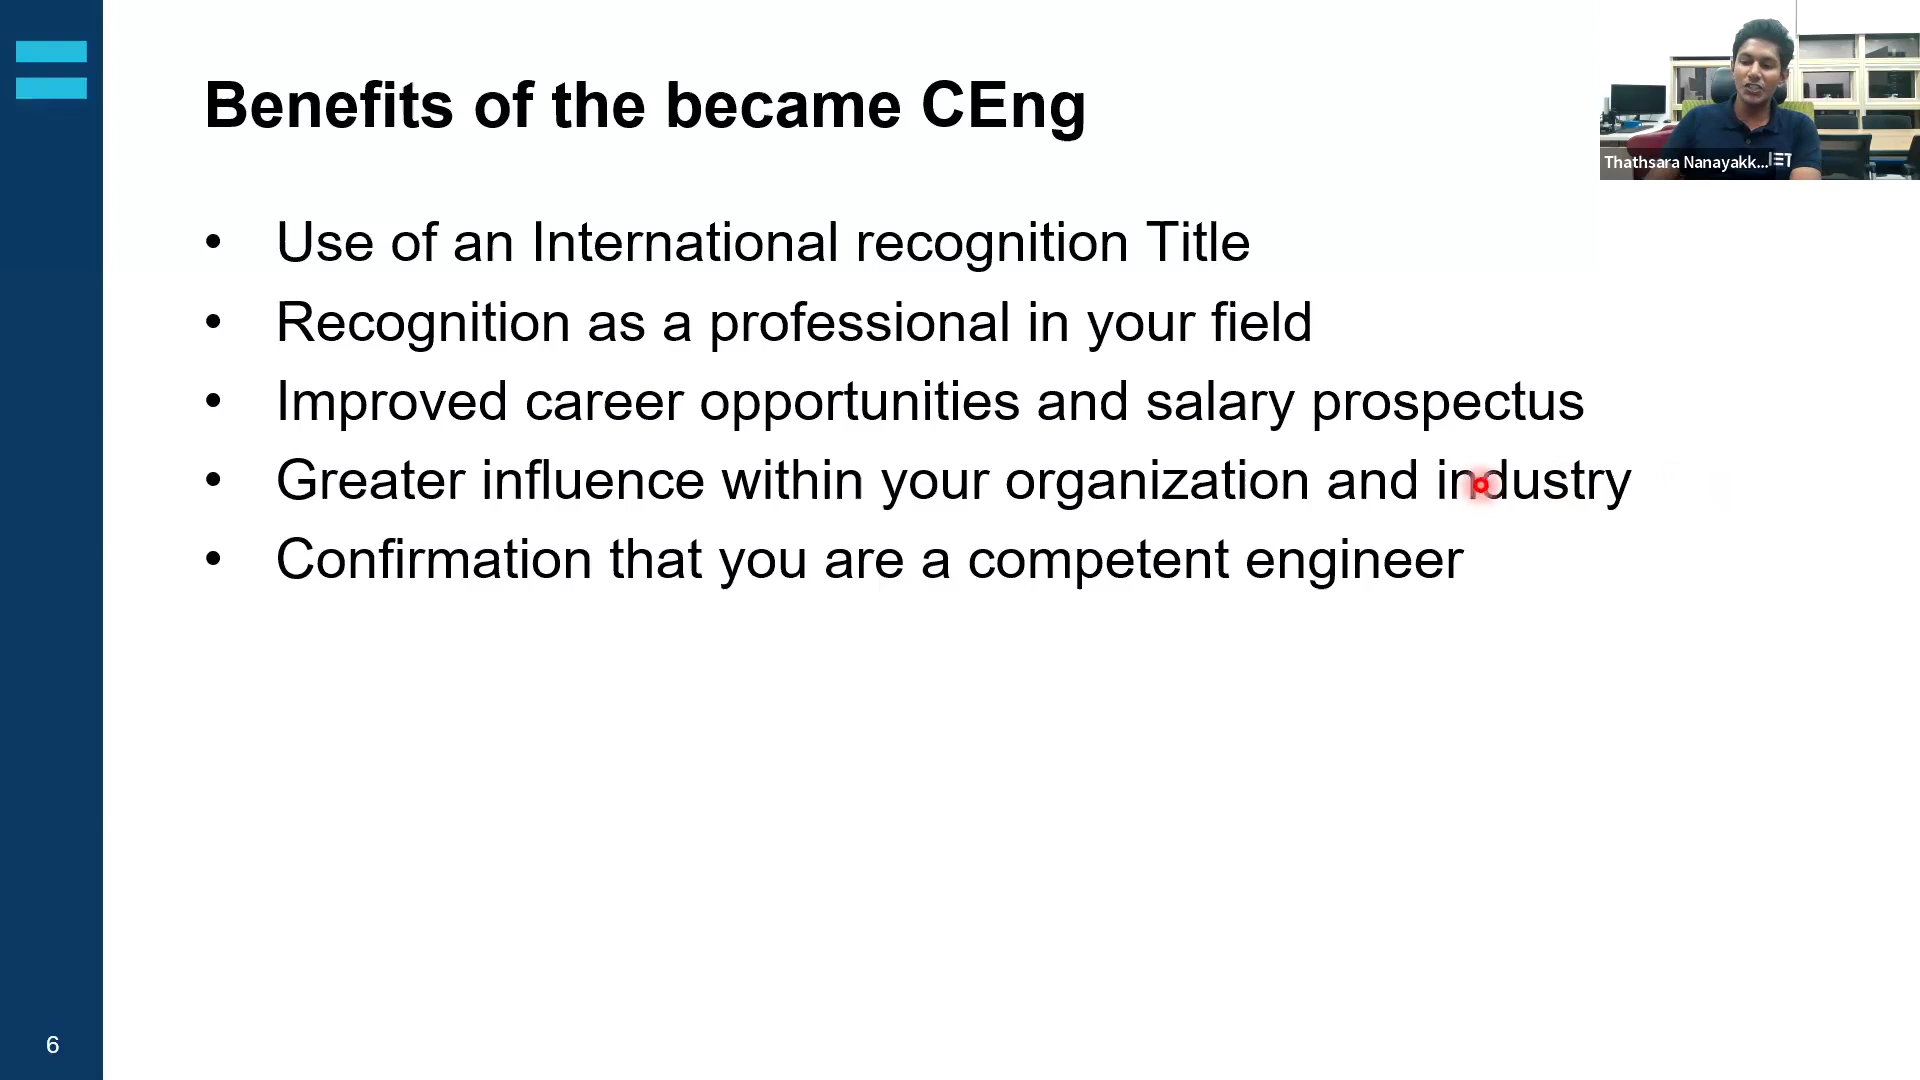 Benefits of the became CEng
Thathsara Nanayakk...
IET
• Use of an International recognition Title
• Recognition as a professional in your field
• Improved career opportunities and salary prospectus
• Greater influence within your organization and industry
• Confirmation that you are a competent engineer
6